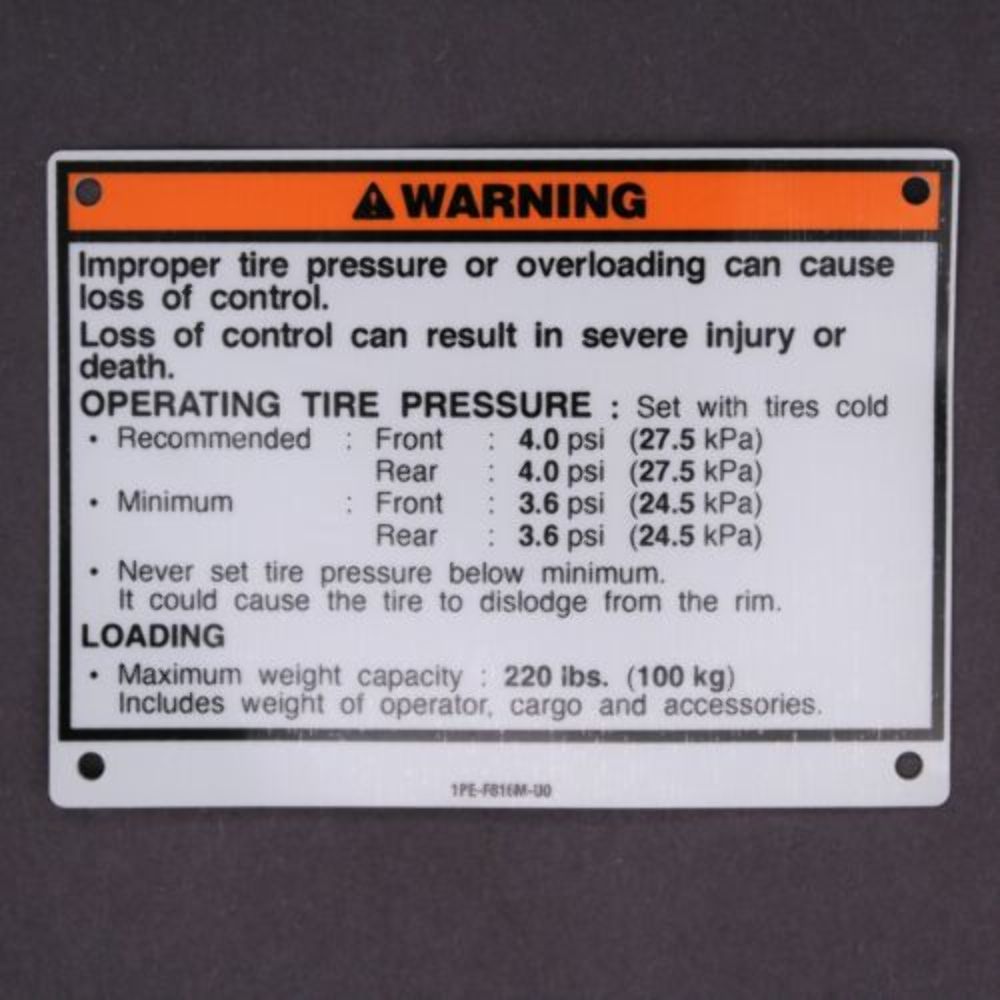 WARNING
Improper tire pressure or overloading can cause
loss of control.
Loss of control can result in severe injury or
death.
OPERATING TIRE PRESSURE : Set with tires cold
• Recommended : Front : 4.0 psi (27.5 kPa)
Rear : 4.0 psi (27.5 kPa)
• Minimum : Front : 3.6 psi (24.5 kPa)
Rear : 3.6 psi (24.5 kPa)
• Never set tire pressure below minimum.
It could cause the tire to dislodge from the rim.
LOADING
• Maximum weight capacity : 220 lbs. (100 kg)
Includes weight of operator, cargo and accessories.
1PE-F816M-U0